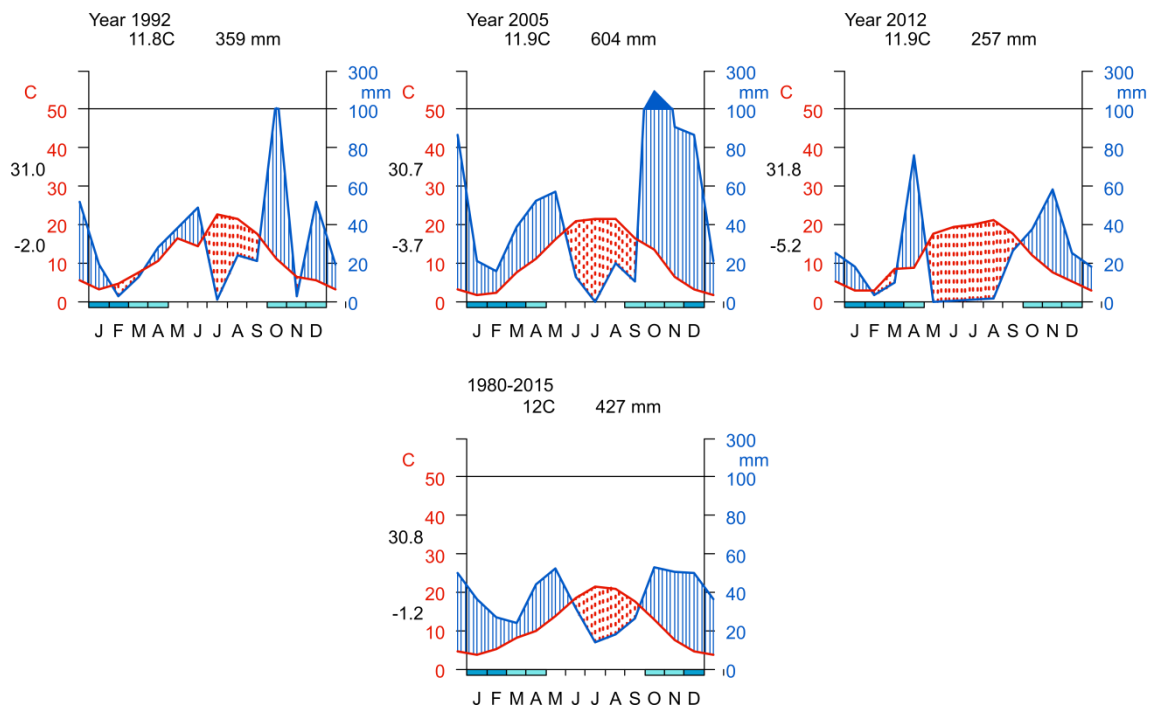 Year 1992
11.8C 359 mm
300
C mm
50 100
40 80
31.0
30 60
20 40
-2.0
10 20
0 0
J F M A M J J A S O N D
Year 2005
11.9C 604 mm
300
C mm
50 100
40 80
30.7
30 60
20 40
-3.7
10 20
0 0
J F M A M J J A S O N D
Year 2012
11.9C 257 mm
300
C mm
50 100
40 80
31.8
30 60
20 40
-5.2
10 20
0 0
J F M A M J J A S O N D
1980-2015
12C 427 mm
300
C mm
50 100
40 80
30.8
30 60
20 40
-1.2
10 20
0 0
J F M A M J J A S O N D